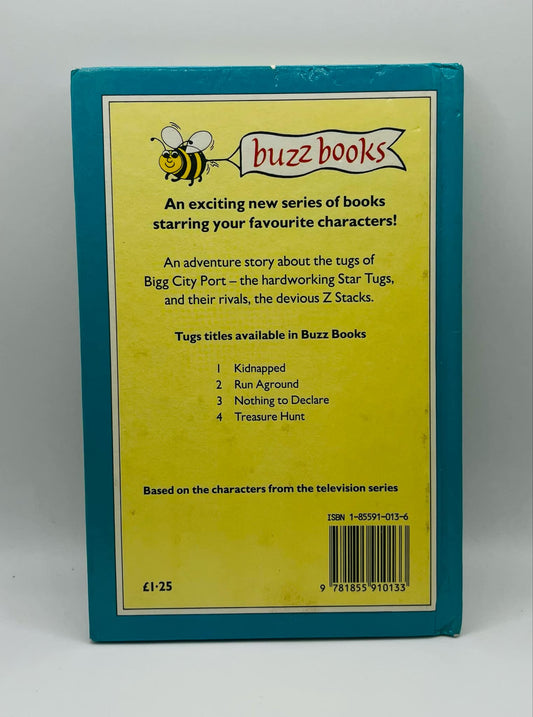 buzz books
An exciting new series of books
starring your favourite characters!
An adventure story about the tugs of
Bigg City Port – the hardworking Star Tugs,
and their rivals, the devious Z Stacks.
Tugs titles available in Buzz Books
1 Kidnapped
2 Run Aground
3 Nothing to Declare
4 Treasure Hunt
Based on the characters from the television series
ISBN 1-85591-013-6
£1·25
9 781855 910133